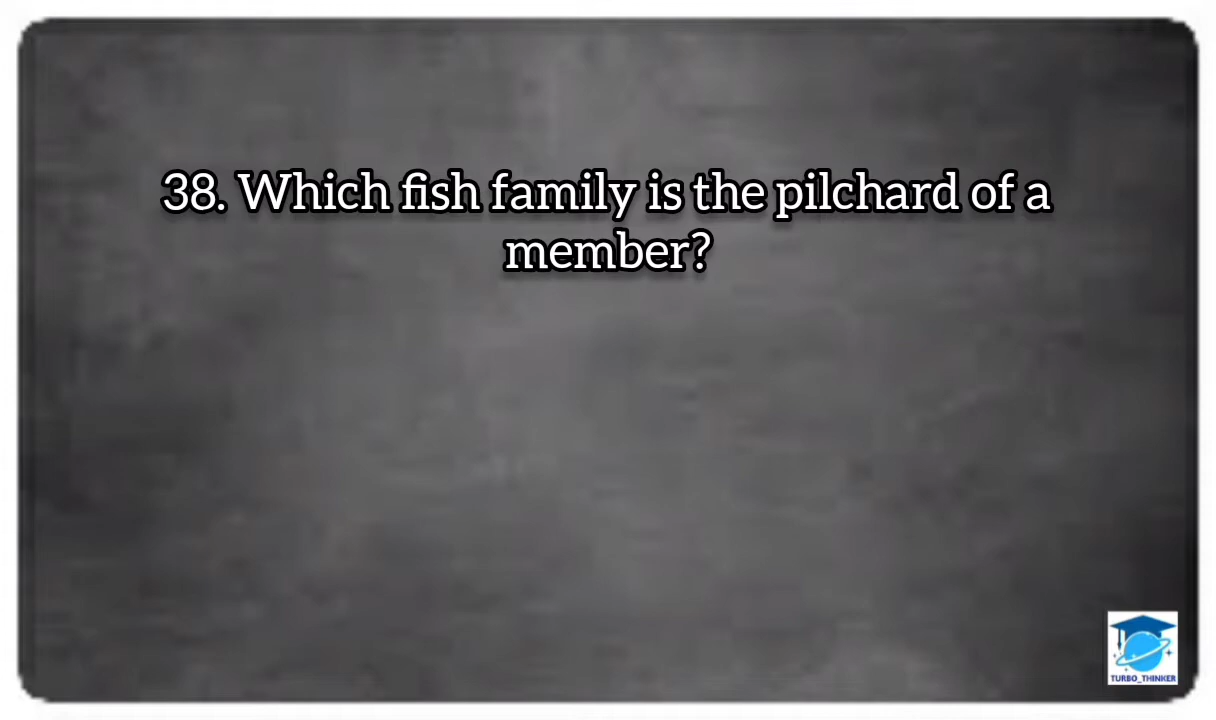 38. Which fish family is the pilchard of a
member?
TURBO_THINKER